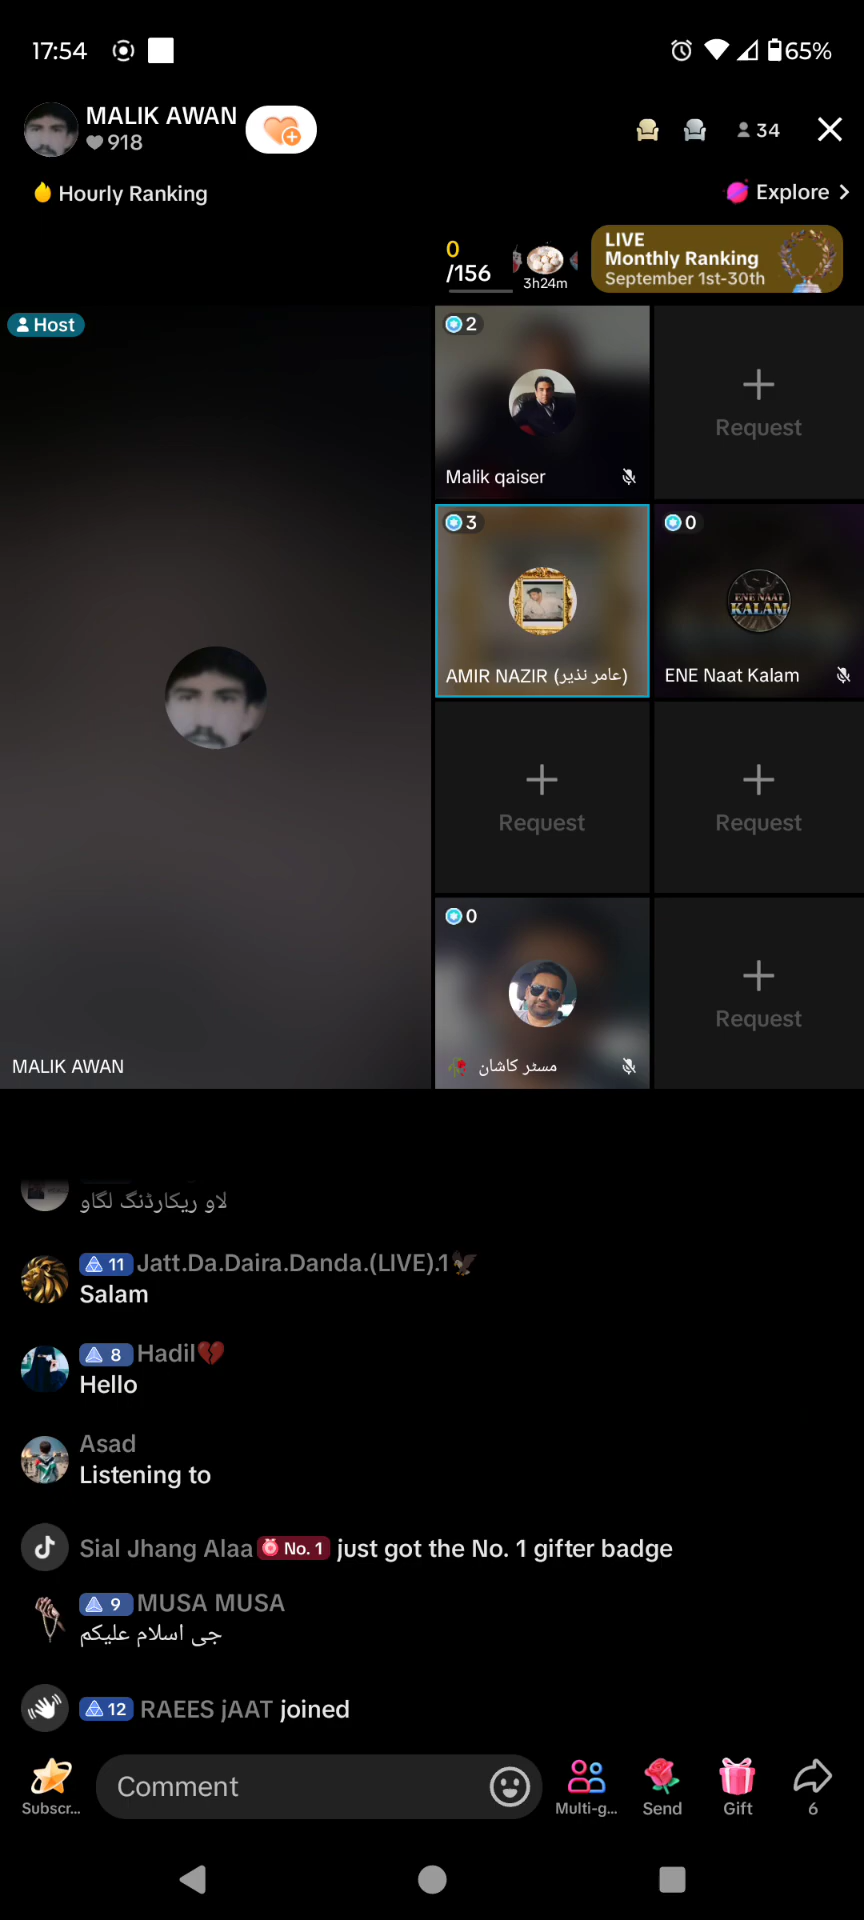 17:54
65%
MALIK AWAN
918
34
Hourly Ranking
Explore
0
/156
3h24m
LIVE
Monthly Ranking
September 1st-30th
Host
2
Request
Malik qaiser
3
0
ENE NAAT
KALAM
AMIR NAZIR (عامر نذیر)
ENE Naat Kalam
Request
Request
0
Request
مسٹر کاشان
MALIK AWAN
لاو ریکارڈنگ لگاو
11 Jatt.Da.Daira.Danda.(LIVE).1🦅
Salam
8 Hadil💔
Hello
Asad
Listening to
Sial Jhang Alaa No. 1 just got the No. 1 gifter badge
9 MUSA MUSA
جی اسلام علیکم
12 RAEES jAAT joined
Comment
Subscr...
Multi-g...
Send
Gift
6